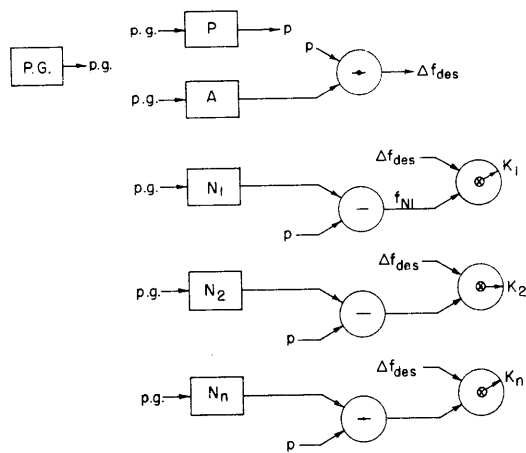 p.g. P p
P.G. p.g.
p
Δf_des
p.g. A
Δf_des
K_1
p.g. N_1
f_N1
p
Δf_des
p.g. N_2
K_2
p
Δf_des
K_n
p.g. N_n
p